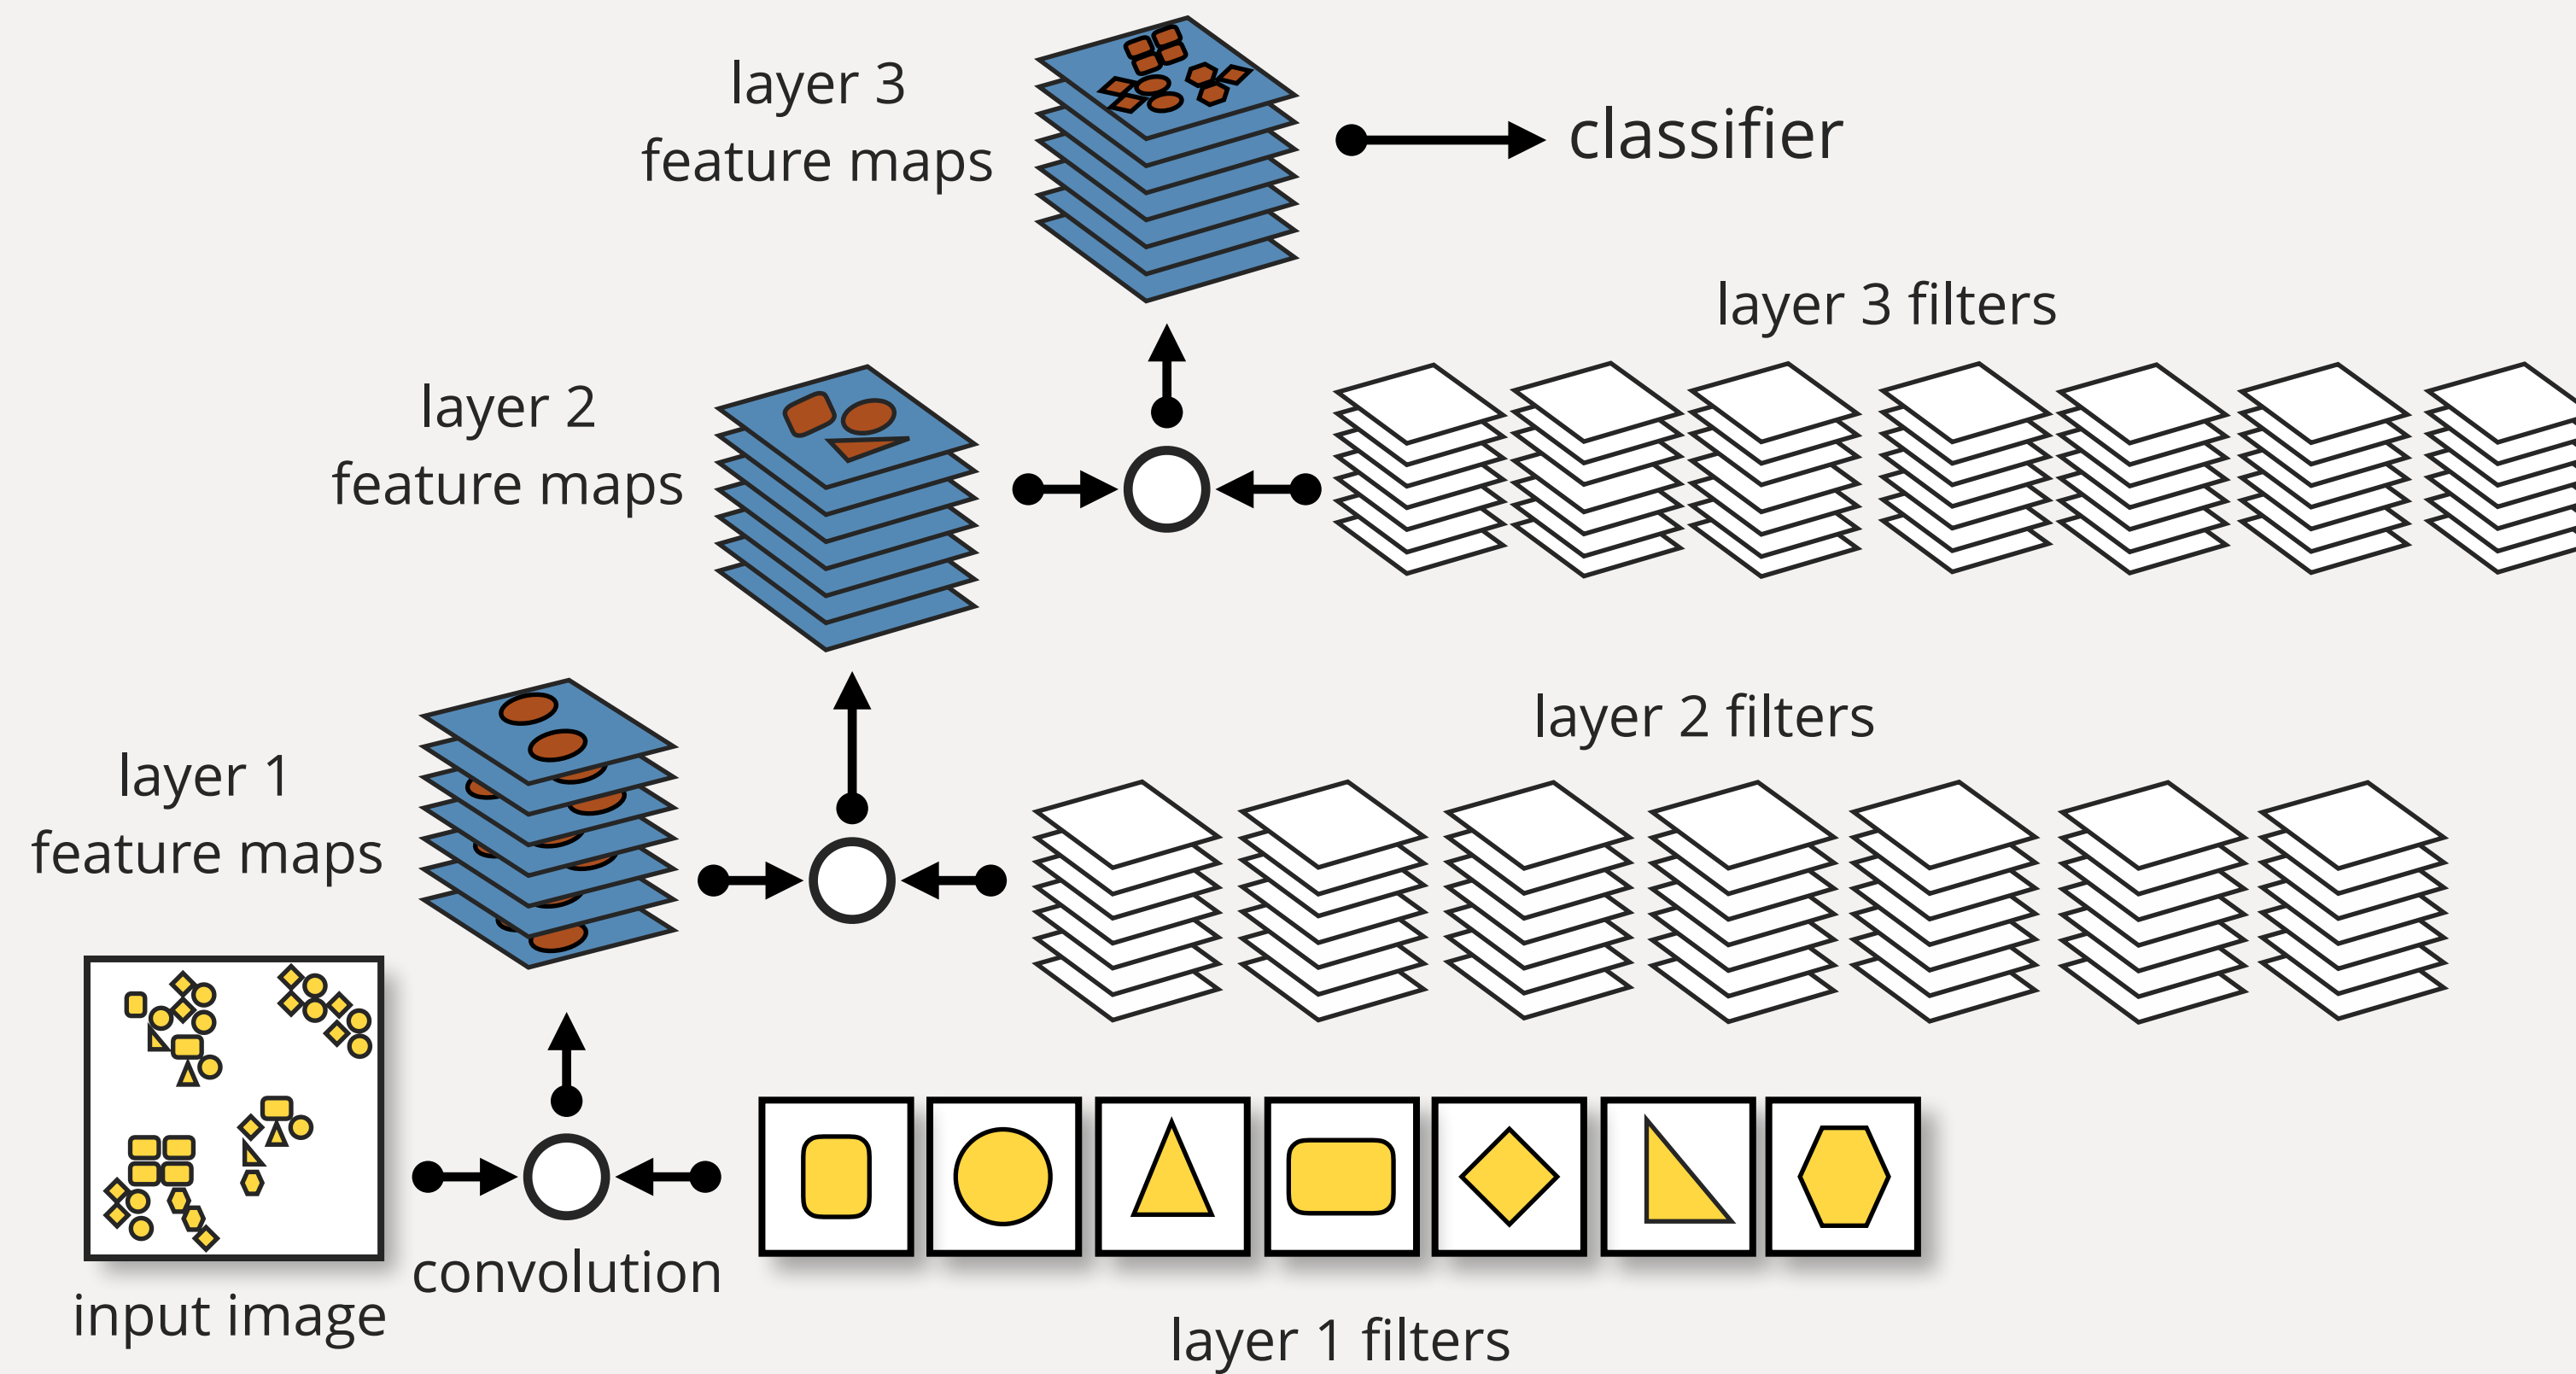 layer 3
feature maps
classifier
layer 3 filters
layer 2
feature maps
layer 2 filters
layer 1
feature maps
convolution
input image
layer 1 filters